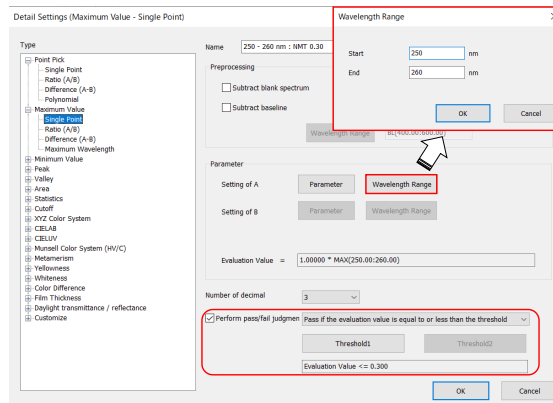 Detail Settings (Maximum Value - Single Point)
Type
Point Pick
Single Point
Ratio (A/B)
Difference (A-B)
Polynomial
Maximum Value
Single Point
Ratio (A/B)
Difference (A-B)
Maximum Wavelength
Minimum Value
Peak
Valley
Area
Statistics
Cutoff
XYZ Color System
CIELAB
CIELUV
Munsell Color System (HV/C)
Metamerism
Yellowness
Whiteness
Color Difference
Film Thickness
Daylight transmittance / reflectance
Customize
Name 250 - 260 nm : NMT 0.30
Preprocessing
Subtract blank spectrum
Subtract baseline
Wavelength Range BL(400.00:600.00)
Parameter
Setting of A Parameter Wavelength Range
Setting of B Parameter Wavelength Range
Evaluation Value = 1.00000 * MAX(250.00:260.00)
Number of decimal 3
Perform pass/fail judgmen Pass if the evaluation value is equal to or less than the threshold
Threshold1 Threshold2
Evaluation Value <= 0.300
OK Cancel
Wavelength Range
Start 250 nm
End 260 nm
OK Cancel